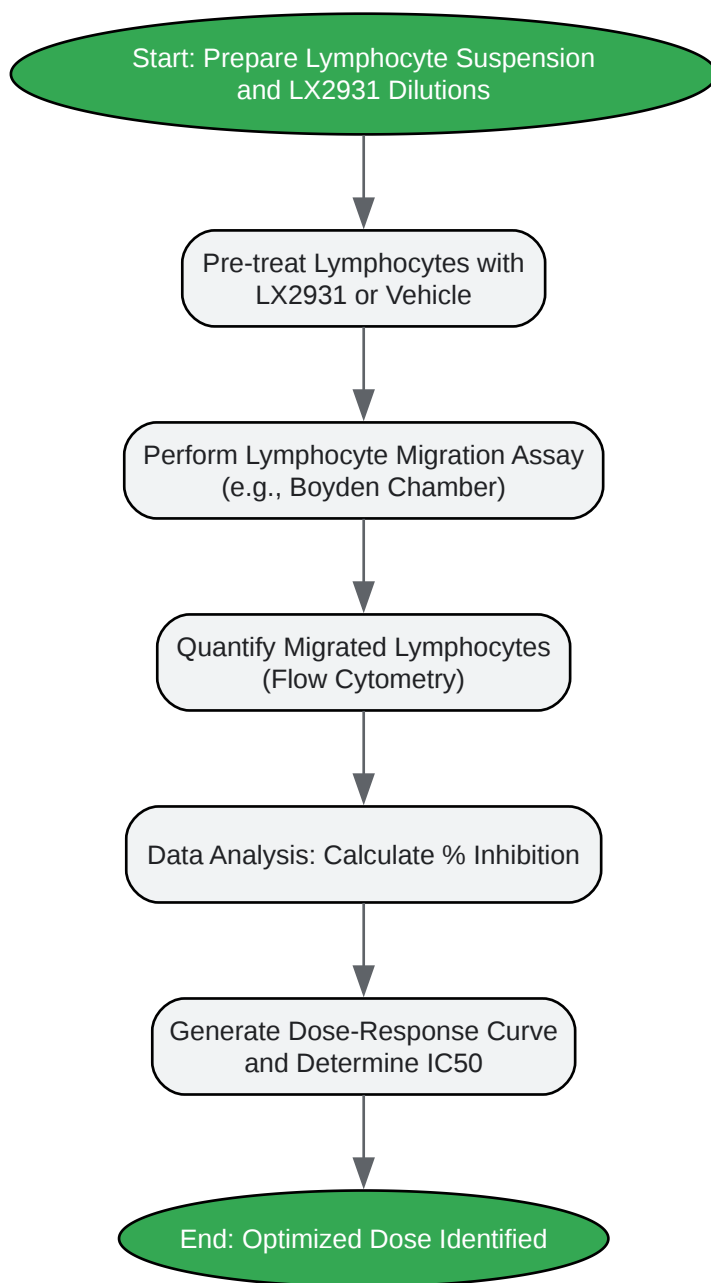 Start: Prepare Lymphocyte Suspension
and LX2931 Dilutions
Pre-treat Lymphocytes with
LX2931 or Vehicle
Perform Lymphocyte Migration Assay
(e.g., Boyden Chamber)
Quantify Migrated Lymphocytes
(Flow Cytometry)
Data Analysis: Calculate % Inhibition
Generate Dose-Response Curve
and Determine IC50
End: Optimized Dose Identified